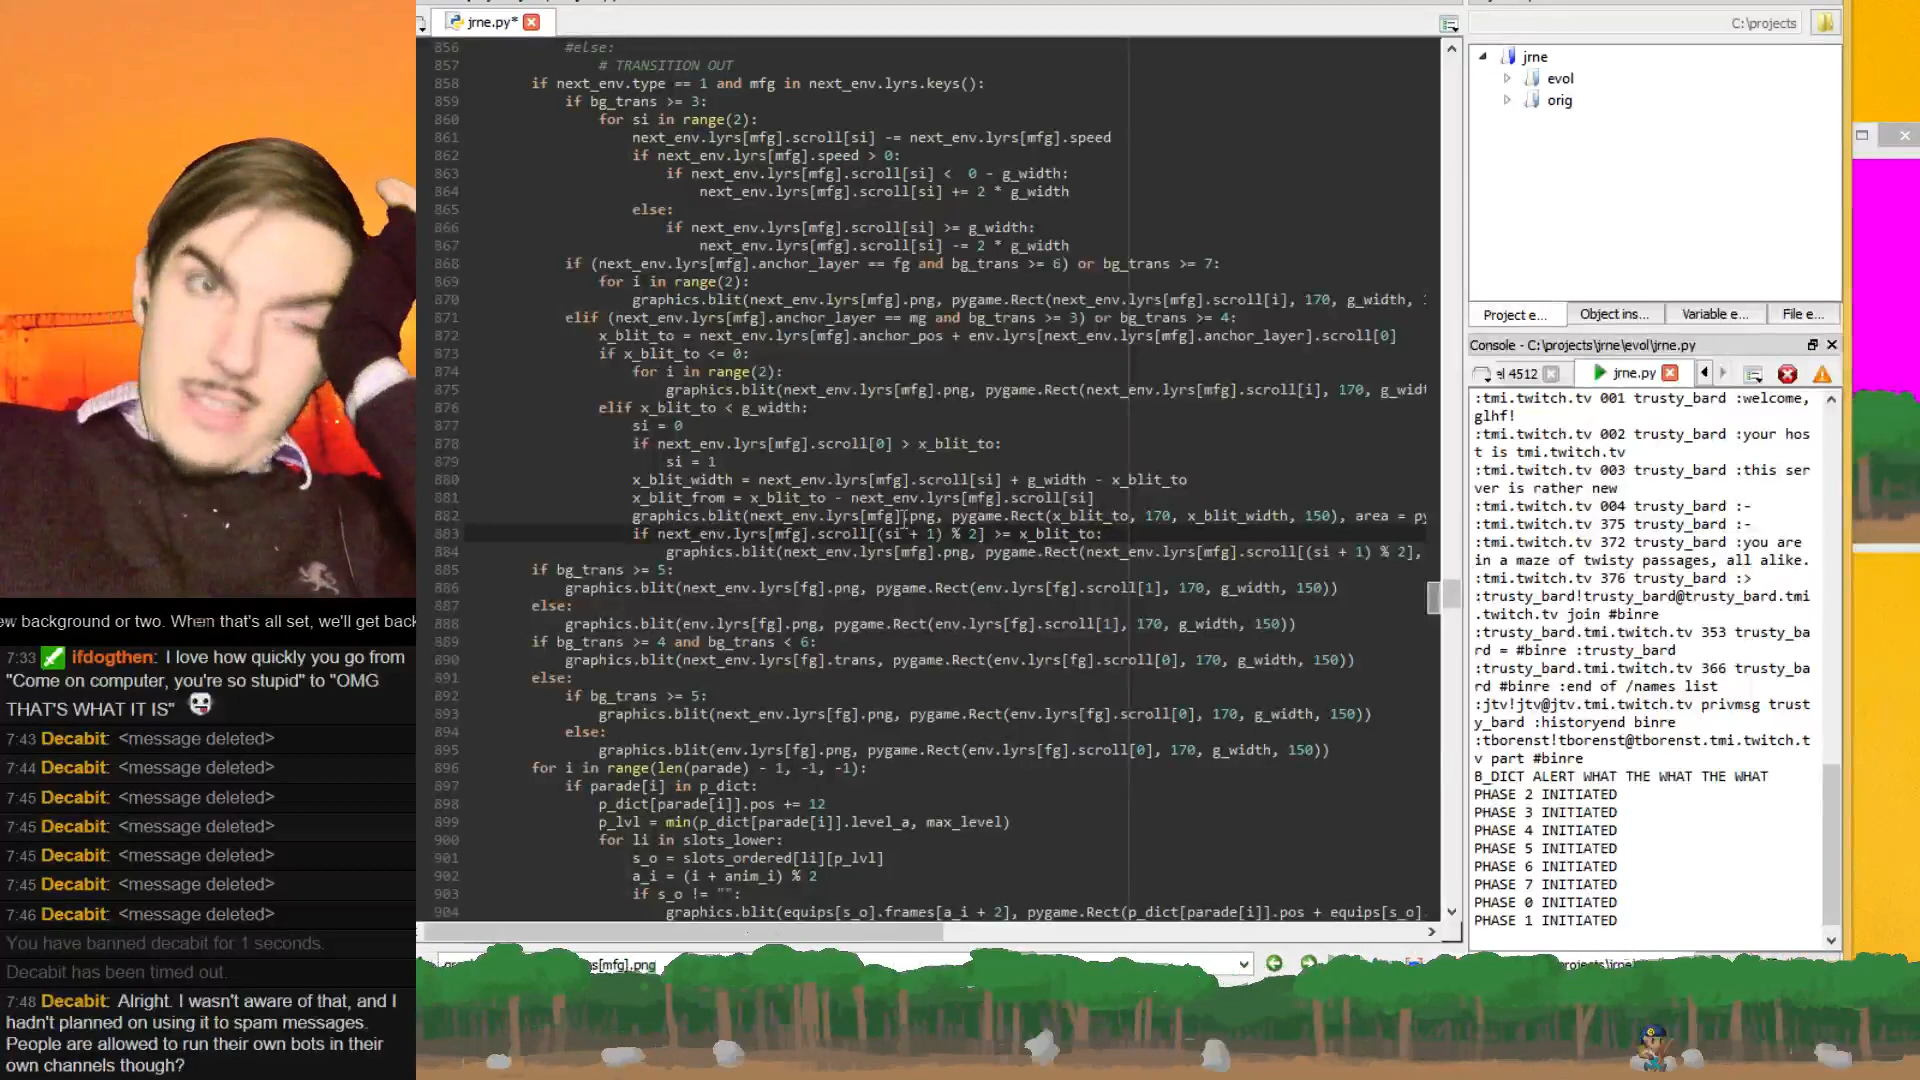 jrne.py*
856 #else:
857 # TRANSITION OUT
858 if next_env.type == 1 and mfg in next_env.lyrs.keys():
859 if bg_trans >= 3:
860 for si in range(2):
861 next_env.lyrs[mfg].scroll[si] -= next_env.lyrs[mfg].speed
862 if next_env.lyrs[mfg].speed > 0:
863 if next_env.lyrs[mfg].scroll[si] < 0 - g_width:
864 next_env.lyrs[mfg].scroll[si] += 2 * g_width
865 else:
866 if next_env.lyrs[mfg].scroll[si] >= g_width:
867 next_env.lyrs[mfg].scroll[si] -= 2 * g_width
868 if (next_env.lyrs[mfg].anchor_layer == fg and bg_trans >= 6) or bg_trans >= 7:
869 for i in range(2):
870 graphics.blit(next_env.lyrs[mfg].png, pygame.Rect(next_env.lyrs[mfg].scroll[i], 170, g_width,
871 elif (next_env.lyrs[mfg].anchor_layer == mg and bg_trans >= 3) or bg_trans >= 4:
872 x_blit_to = next_env.lyrs[mfg].anchor_pos + env.lyrs[next_env.lyrs[mfg].anchor_layer].scroll[0]
873 if x_blit_to <= 0:
874 for i in range(2):
875 graphics.blit(next_env.lyrs[mfg].png, pygame.Rect(next_env.lyrs[mfg].scroll[i], 170, g_widt
876 elif x_blit_to < g_width:
877 si = 0
878 if next_env.lyrs[mfg].scroll[0] > x_blit_to:
879 si = 1
880 x_blit_width = next_env.lyrs[mfg].scroll[si] + g_width - x_blit_to
881 x_blit_from = x_blit_to - next_env.lyrs[mfg].scroll[si]
882 graphics.blit(next_env.lyrs[mfg].png, pygame.Rect(x_blit_to, 170, x_blit_width, 150), area = py
883 if next_env.lyrs[mfg].scroll[(si + 1) % 2] >= x_blit_to:
884 graphics.blit(next_env.lyrs[mfg].png, pygame.Rect(next_env.lyrs[mfg].scroll[(si + 1) % 2],
885 if bg_trans >= 5:
886 graphics.blit(next_env.lyrs[fg].png, pygame.Rect(env.lyrs[fg].scroll[1], 170, g_width, 150))
887 else:
888 graphics.blit(env.lyrs[fg].png, pygame.Rect(env.lyrs[fg].scroll[1], 170, g_width, 150))
889 if bg_trans >= 4 and bg_trans < 6:
890 graphics.blit(next_env.lyrs[fg].trans, pygame.Rect(env.lyrs[fg].scroll[0], 170, g_width, 150))
891 else:
892 if bg_trans >= 5:
893 graphics.blit(next_env.lyrs[fg].png, pygame.Rect(env.lyrs[fg].scroll[0], 170, g_width, 150))
894 else:
895 graphics.blit(env.lyrs[fg].png, pygame.Rect(env.lyrs[fg].scroll[0], 170, g_width, 150))
896 for i in range(len(parade) - 1, -1, -1):
897 if parade[i] in p_dict:
898 p_dict[parade[i]].pos += 12
899 p_lvl = min(p_dict[parade[i]].level_a, max_level)
900 for li in slots_lower:
901 s_o = slots_ordered[li][p_lvl]
902 a_i = (i + anim_i) % 2
903 if s_o != "":
904 graphics.blit(equips[s_o].frames[a_i + 2], pygame.Rect(p_dict[parade[i]].pos + equips[s_o].
s[mfg].png
ew background or two. When that's all set, we'll get back
7:33 ifdogthen: I love how quickly you go from
"Come on computer, you're so stupid" to "OMG
THAT'S WHAT IT IS"
7:43 Decabit: <message deleted>
7:44 Decabit: <message deleted>
7:45 Decabit: <message deleted>
7:45 Decabit: <message deleted>
7:45 Decabit: <message deleted>
7:45 Decabit: <message deleted>
7:46 Decabit: <message deleted>
You have banned decabit for 1 seconds.
Decabit has been timed out.
7:48 Decabit: Alright. I wasn't aware of that, and I
hadn't planned on using it to spam messages.
People are allowed to run their own bots in their
own channels though?
C:\projects
jrne
evol
orig
Project e...
Object ins...
Variable e...
File e...
Console - C:\projects\jrne\evol\jrne.py
el 4512
jrne.py
:tmi.twitch.tv 001 trusty_bard :welcome,
glhf!
:tmi.twitch.tv 002 trusty_bard :your hos
t is tmi.twitch.tv
:tmi.twitch.tv 003 trusty_bard :this ser
ver is rather new
:tmi.twitch.tv 004 trusty_bard :-
:tmi.twitch.tv 375 trusty_bard :-
:tmi.twitch.tv 372 trusty_bard :you are
in a maze of twisty passages, all alike.
:tmi.twitch.tv 376 trusty_bard :>
:trusty_bard!trusty_bard@trusty_bard.tmi
.twitch.tv join #binre
:trusty_bard.tmi.twitch.tv 353 trusty_ba
rd = #binre :trusty_bard
:trusty_bard.tmi.twitch.tv 366 trusty_ba
rd #binre :end of /names list
:jtv!jtv@jtv.tmi.twitch.tv privmsg trust
y_bard :historyend binre
:tborenst!tborenst@tborenst.tmi.twitch.t
v part #binre
B_DICT ALERT WHAT THE WHAT THE WHAT
PHASE 2 INITIATED
PHASE 3 INITIATED
PHASE 4 INITIATED
PHASE 5 INITIATED
PHASE 6 INITIATED
PHASE 7 INITIATED
PHASE 0 INITIATED
PHASE 1 INITIATED